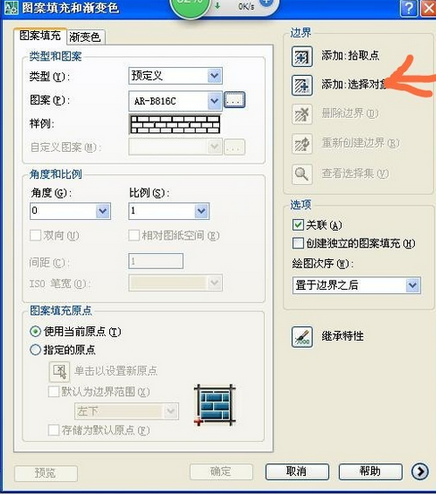 图案填充和渐变色
82%
0K/s
?
图案填充 渐变色
类型和图案
类型(Y): 预定义
图案(P): AR-B816C ...
样例:
自定义图案(M): ...
角度和比例
角度(G): 比例(S):
0 1
双向(U) 相对图纸空间(E)
间距(C): 1
ISO 笔宽(O):
图案填充原点
使用当前原点(T)
指定的原点
单击以设置新原点
默认为边界范围(X)
左下
存储为默认原点(F)
预览
边界
添加:拾取点
添加:选择对象
删除边界(D)
重新创建边界(R)
查看选择集(V)
选项
关联(A)
创建独立的图案填充(H)
绘图次序(W):
置于边界之后
继承特性
确定 取消 帮助